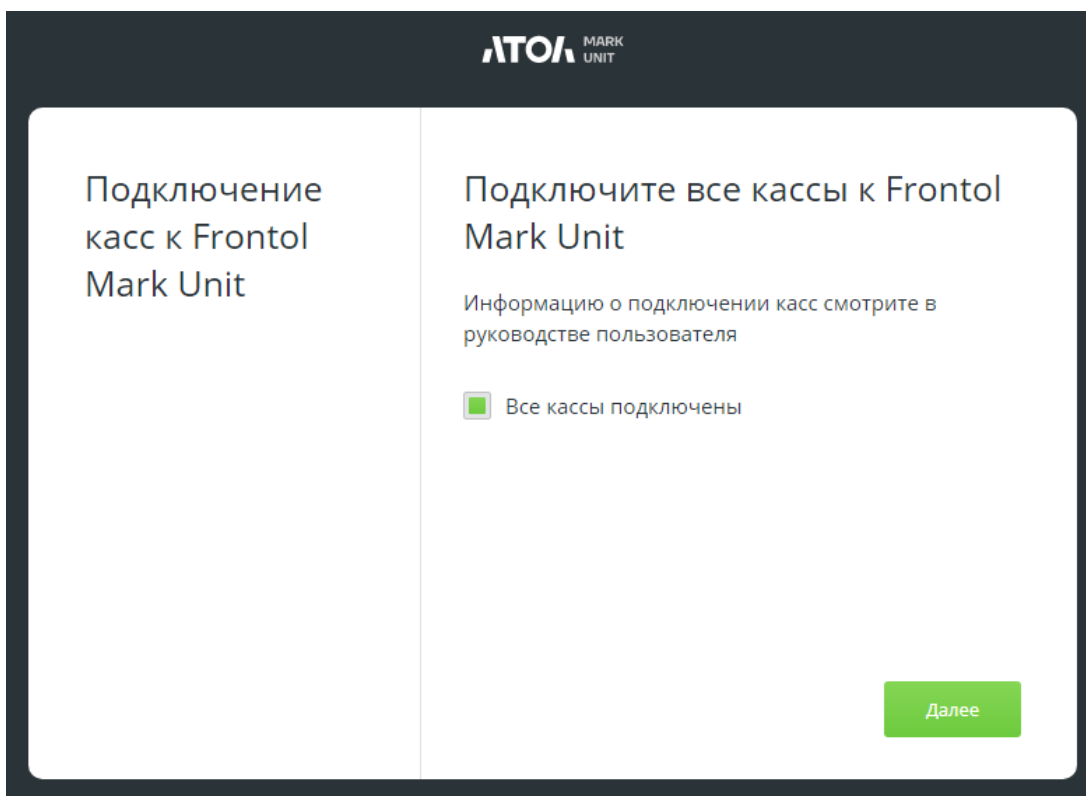 АТОЛ MARK
UNIT
Подключение
касс к Frontol
Mark Unit
Подключите все кассы к Frontol
Mark Unit
Информацию о подключении касс смотрите в
руководстве пользователя
Все кассы подключены
Далее